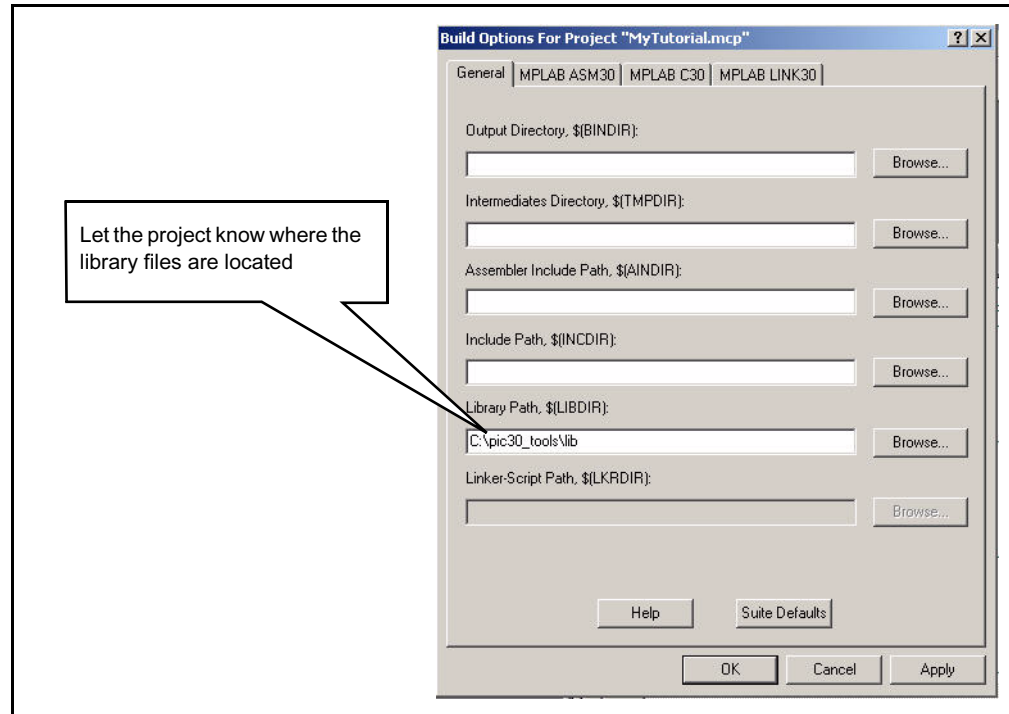 Build Options For Project "MyTutorial.mcp"
General MPLAB ASM30 MPLAB C30 MPLAB LINK30
Output Directory, $(BINDIR):
Browse...
Intermediates Directory, $(TMPDIR):
Browse...
Let the project know where the
library files are located
Assembler Include Path, $(AINDIR):
Browse...
Include Path, $(INCDIR):
Browse...
Library Path, $(LIBDIR):
C:\pic30_tools\lib
Browse...
Linker-Script Path, $(LKRDIR):
Browse...
Help
Suite Defaults
OK
Cancel
Apply